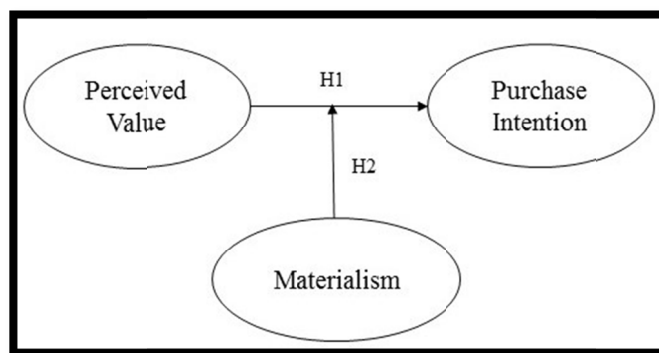 Perceived
Value
H1
Purchase
Intention
H2
Materialism